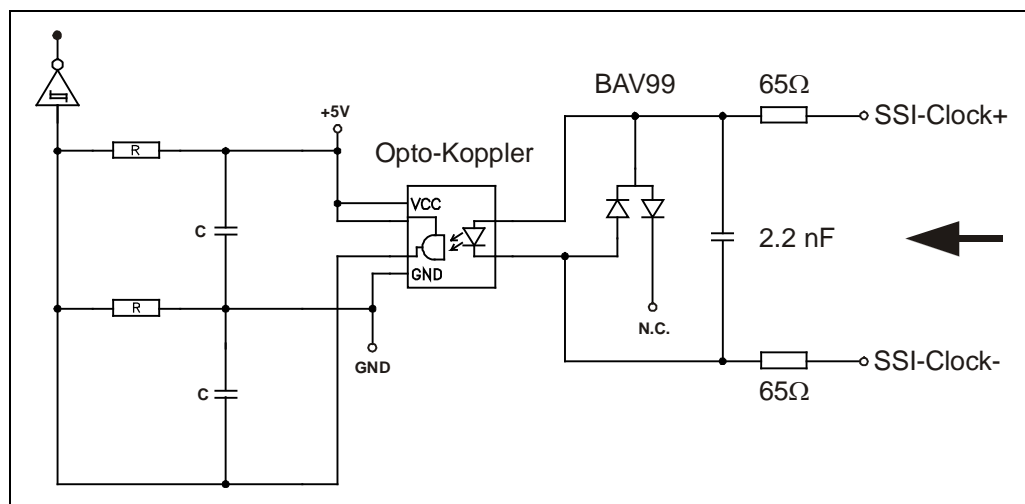 BAV99
65Ω
SSI-Clock+
+5V
R
Opto-Koppler
VCC
C
2.2 nF
GND
R
N.C.
GND
SSI-Clock-
C
65Ω